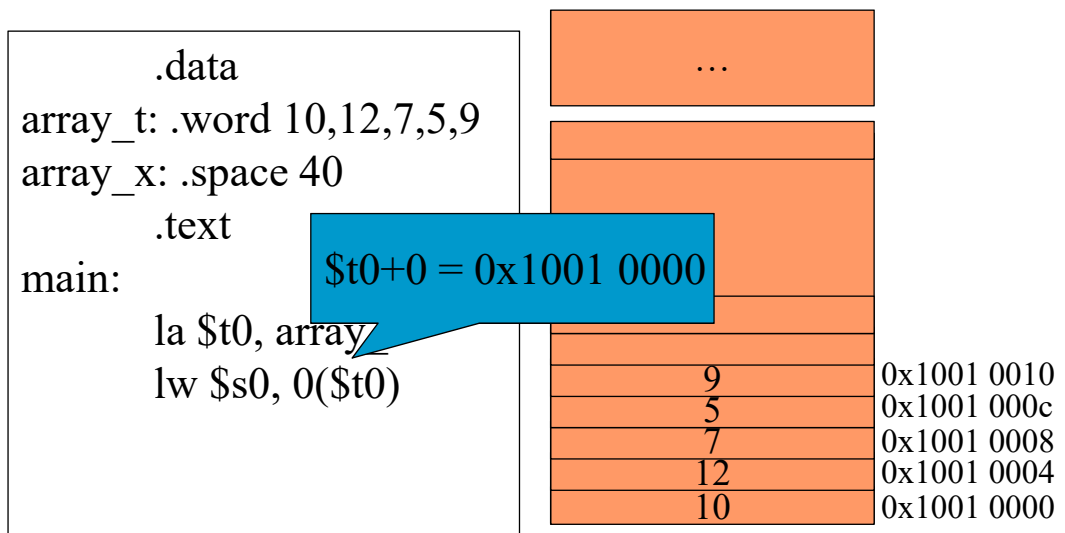 .data
array_t: .word 10,12,7,5,9
array_x: .space 40
.text
main:
la $t0, array_
lw $s0, 0($t0)
$t0+0 = 0x1001 0000
…
9 0x1001 0010
5 0x1001 000c
7 0x1001 0008
12 0x1001 0004
10 0x1001 0000